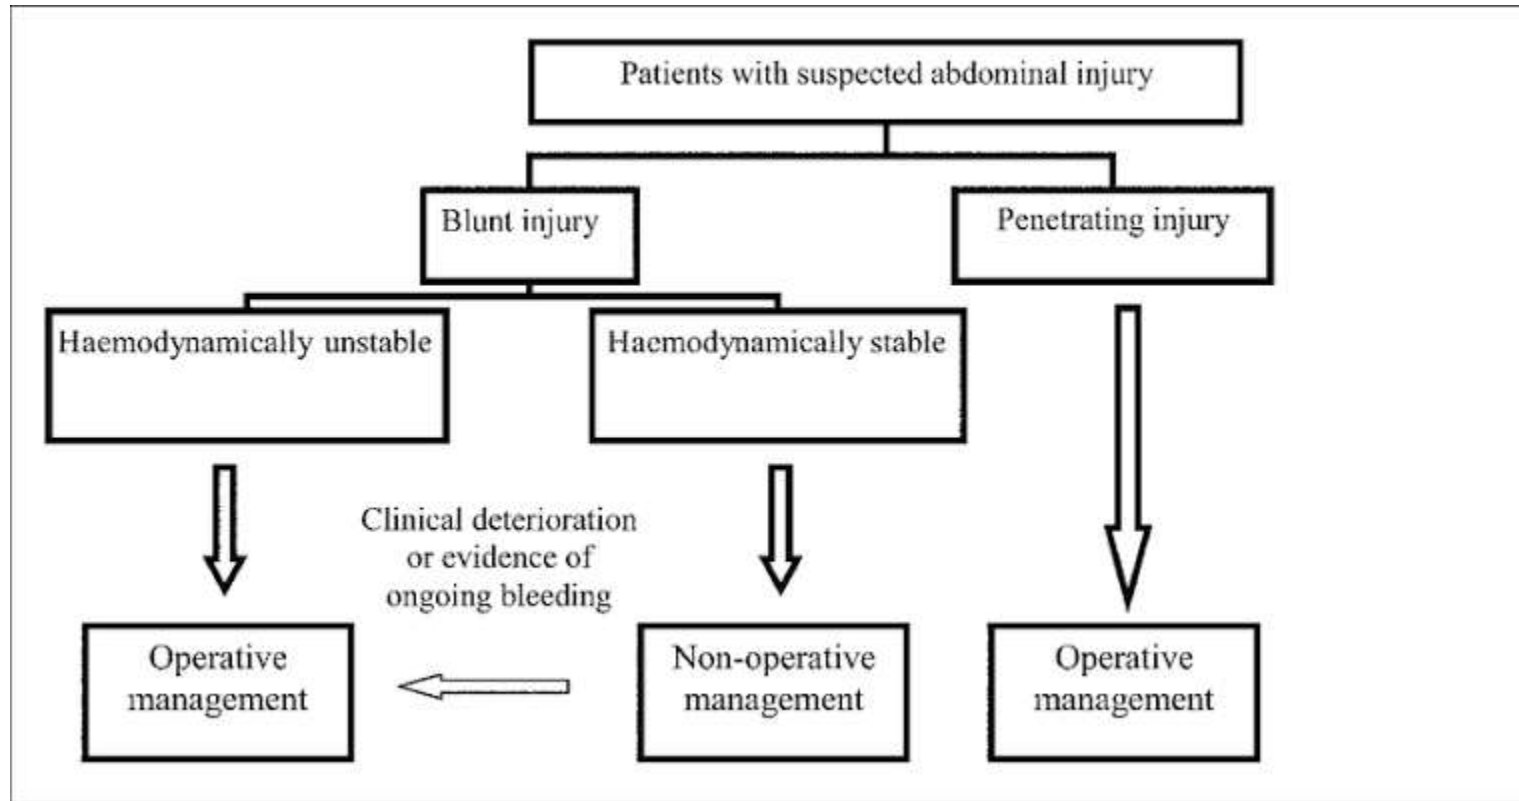 Patients with suspected abdominal injury
Blunt injury
Penetrating injury
Haemodynamically unstable
Haemodynamically stable
Clinical deterioration
or evidence of
ongoing bleeding
Operative
management
Non-operative
management
Operative
management